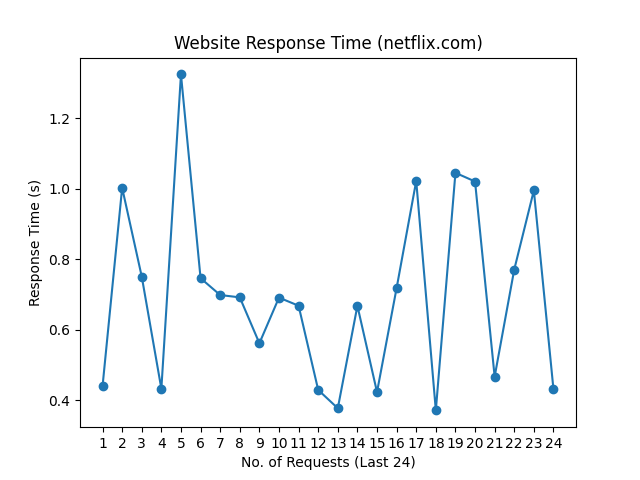 Website Response Time (netflix.com)
1.2
1.0
0.8
0.6
0.4
Response Time (s)
1 2 3 4 5 6 7 8 9 10 11 12 13 14 15 16 17 18 19 20 21 22 23 24
No. of Requests (Last 24)